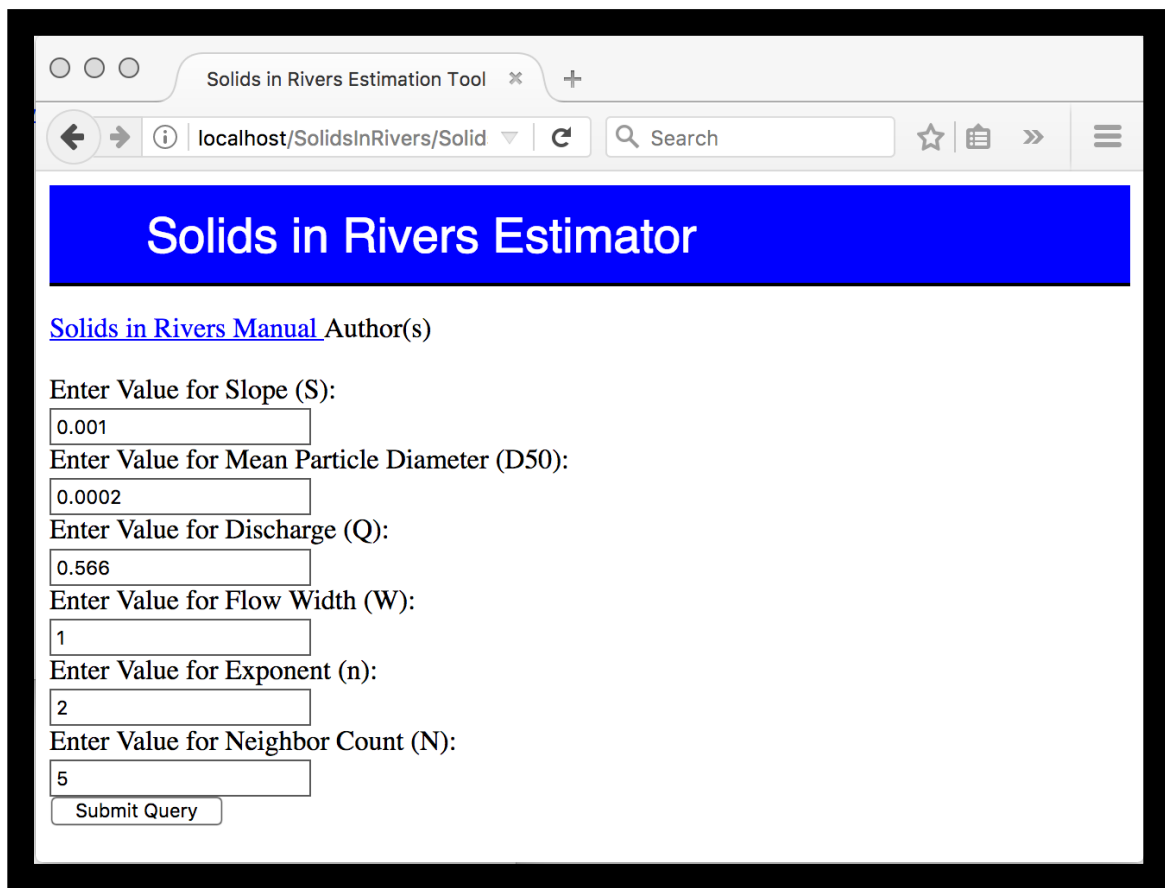 Solids in Rivers Estimation Tool
localhost/SolidsInRivers/Solid
Search
Solids in Rivers Estimator
Solids in Rivers Manual Author(s)
Enter Value for Slope (S):
0.001
Enter Value for Mean Particle Diameter (D50):
0.0002
Enter Value for Discharge (Q):
0.566
Enter Value for Flow Width (W):
1
Enter Value for Exponent (n):
2
Enter Value for Neighbor Count (N):
5
Submit Query